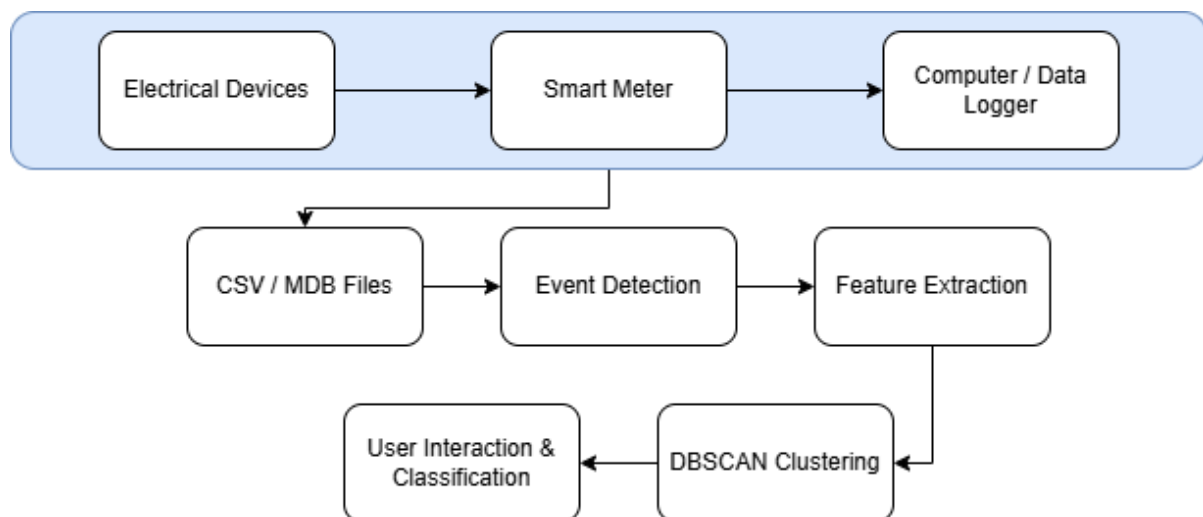 Electrical Devices
Smart Meter
Computer / Data
Logger
CSV / MDB Files
Event Detection
Feature Extraction
User Interaction &
Classification
DBSCAN Clustering